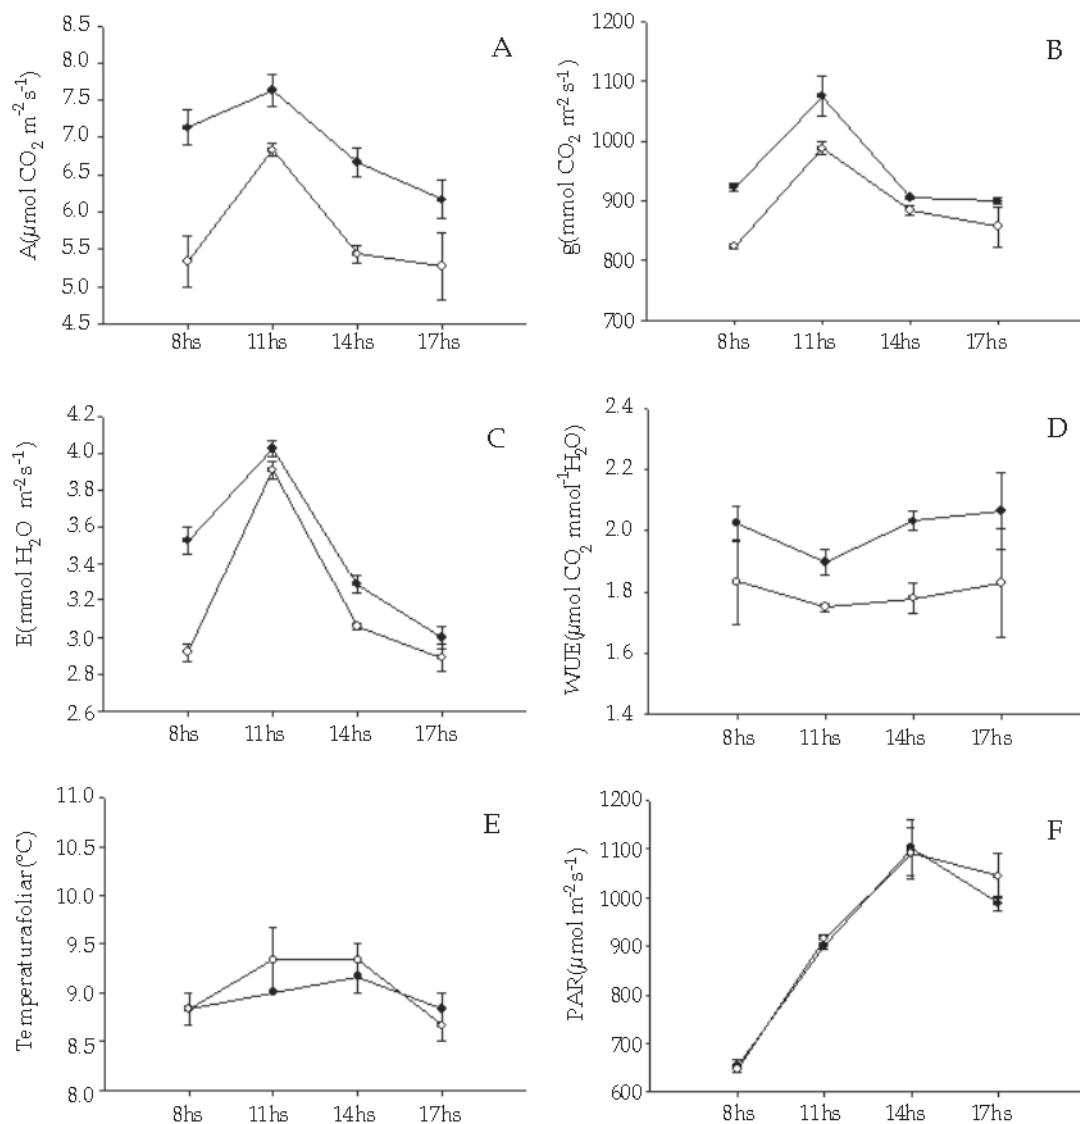 A
A(μmol CO2 m-2 s-1)
8.5
8.0
7.5
7.0
6.5
6.0
5.5
5.0
4.5
8hs 11hs 14hs 17hs
B
g(mmol CO2 m-2 s-1)
1200
1100
1000
900
800
700
8hs 11hs 14hs 17hs
C
E(mmol H2O m-2 s-1)
4.2
4.0
3.8
3.6
3.4
3.2
3.0
2.8
2.6
8hs 11hs 14hs 17hs
D
WUE(μmol CO2 mmol-1H2O)
2.4
2.2
2.0
1.8
1.6
1.4
8hs 11hs 14hs 17hs
E
Temperaturafoliar(°C)
11.0
10.5
10.0
9.5
9.0
8.5
8.0
8hs 11hs 14hs 17hs
F
PAR(μmol m-2 s-1)
1200
1100
1000
900
800
700
600
8hs 11hs 14hs 17hs